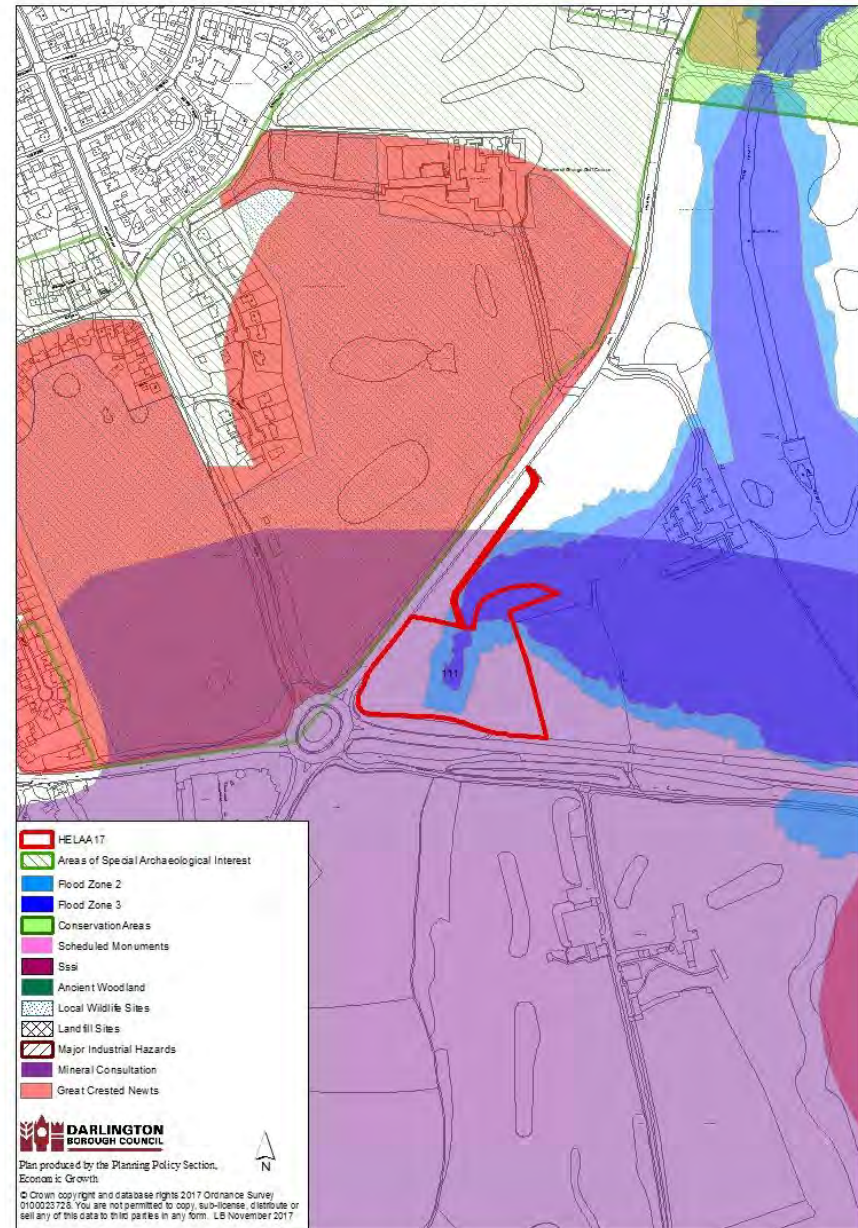 111
HELAA17
Areas of Special Archaeological Interest
Flood Zone 2
Flood Zone 3
Conservation Areas
Scheduled Monuments
Sssi
Ancient Woodland
Local Wildlife Sites
Landfill Sites
Major Industrial Hazards
Mineral Consultation
Great Crested Newts
DARLINGTON
BOROUGH COUNCIL
N
Plan produced by the Planning Policy Section,
Economic Growth
© Crown copyright and database rights 2017 Ordnance Survey
0100023728. You are not permitted to copy, sub-license, distribute or
sell any of this data to third parties in any form. LB November 2017